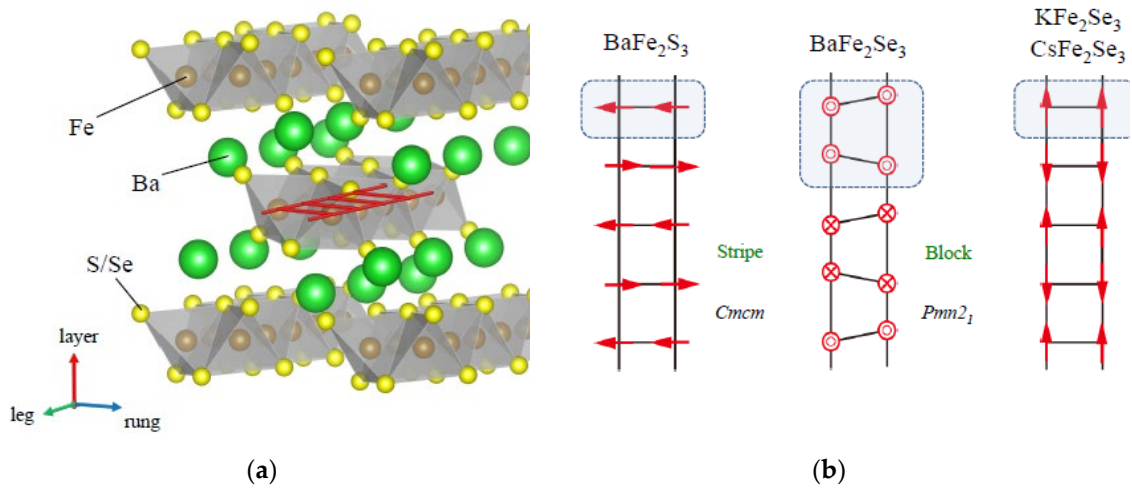 Fe
Ba
S/Se
layer
leg
rung
(a)
BaFe₂S₃
BaFe₂Se₃
KFe₂Se₃
CsFe₂Se₃
Stripe
Block
Cmcm
Pmn2₁
(b)